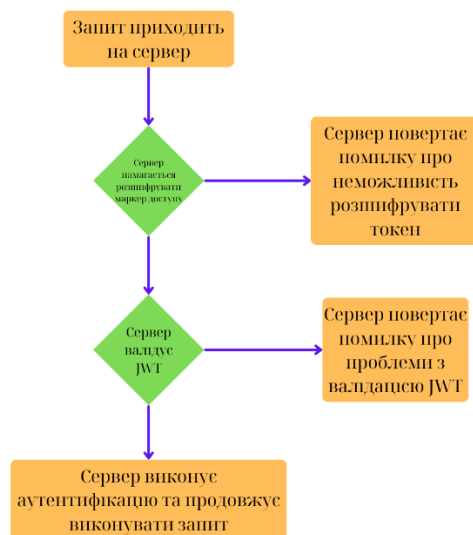 Запит приходить
на сервер
Сервер
намагається
розшифрувати
маркер доступу
Сервер повертає
помилку про
неможливість
розшифрувати
токен
Сервер
валідує
JWT
Сервер повертає
помилку про
проблеми з
валідацією JWT
Сервер виконує
аутентифікацію та продовжує
виконувати запит